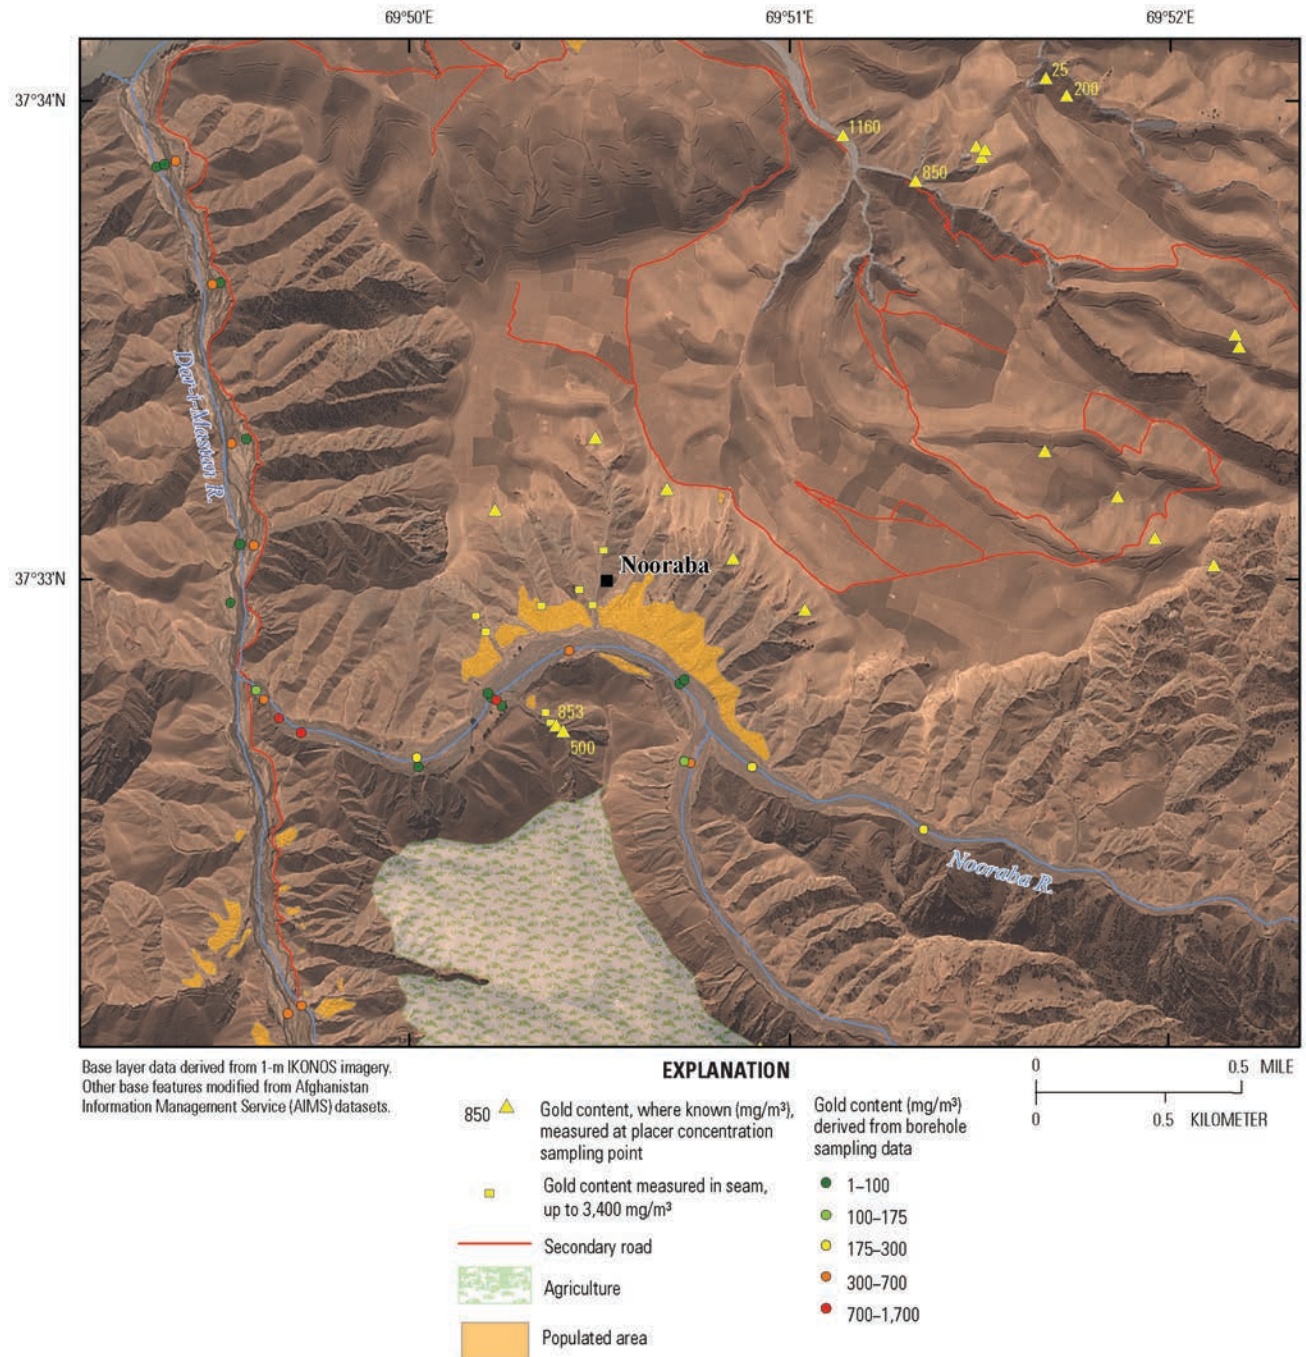 69°50'E
69°51'E
69°52'E
37°34'N
25
200
1160
850
Dar-i-Mastan R.
37°33'N
Nooraba
853
500
Nooraba R.
Base layer data derived from 1-m IKONOS imagery.
Other base features modified from Afghanistan
Information Management Service (AIMS) datasets.
EXPLANATION
0 0.5 MILE
0 0.5 KILOMETER
850
Gold content, where known (mg/m³),
measured at placer concentration
sampling point
Gold content measured in seam,
up to 3,400 mg/m³
Secondary road
Agriculture
Populated area
Gold content (mg/m³)
derived from borehole
sampling data
1–100
100–175
175–300
300–700
700–1,700